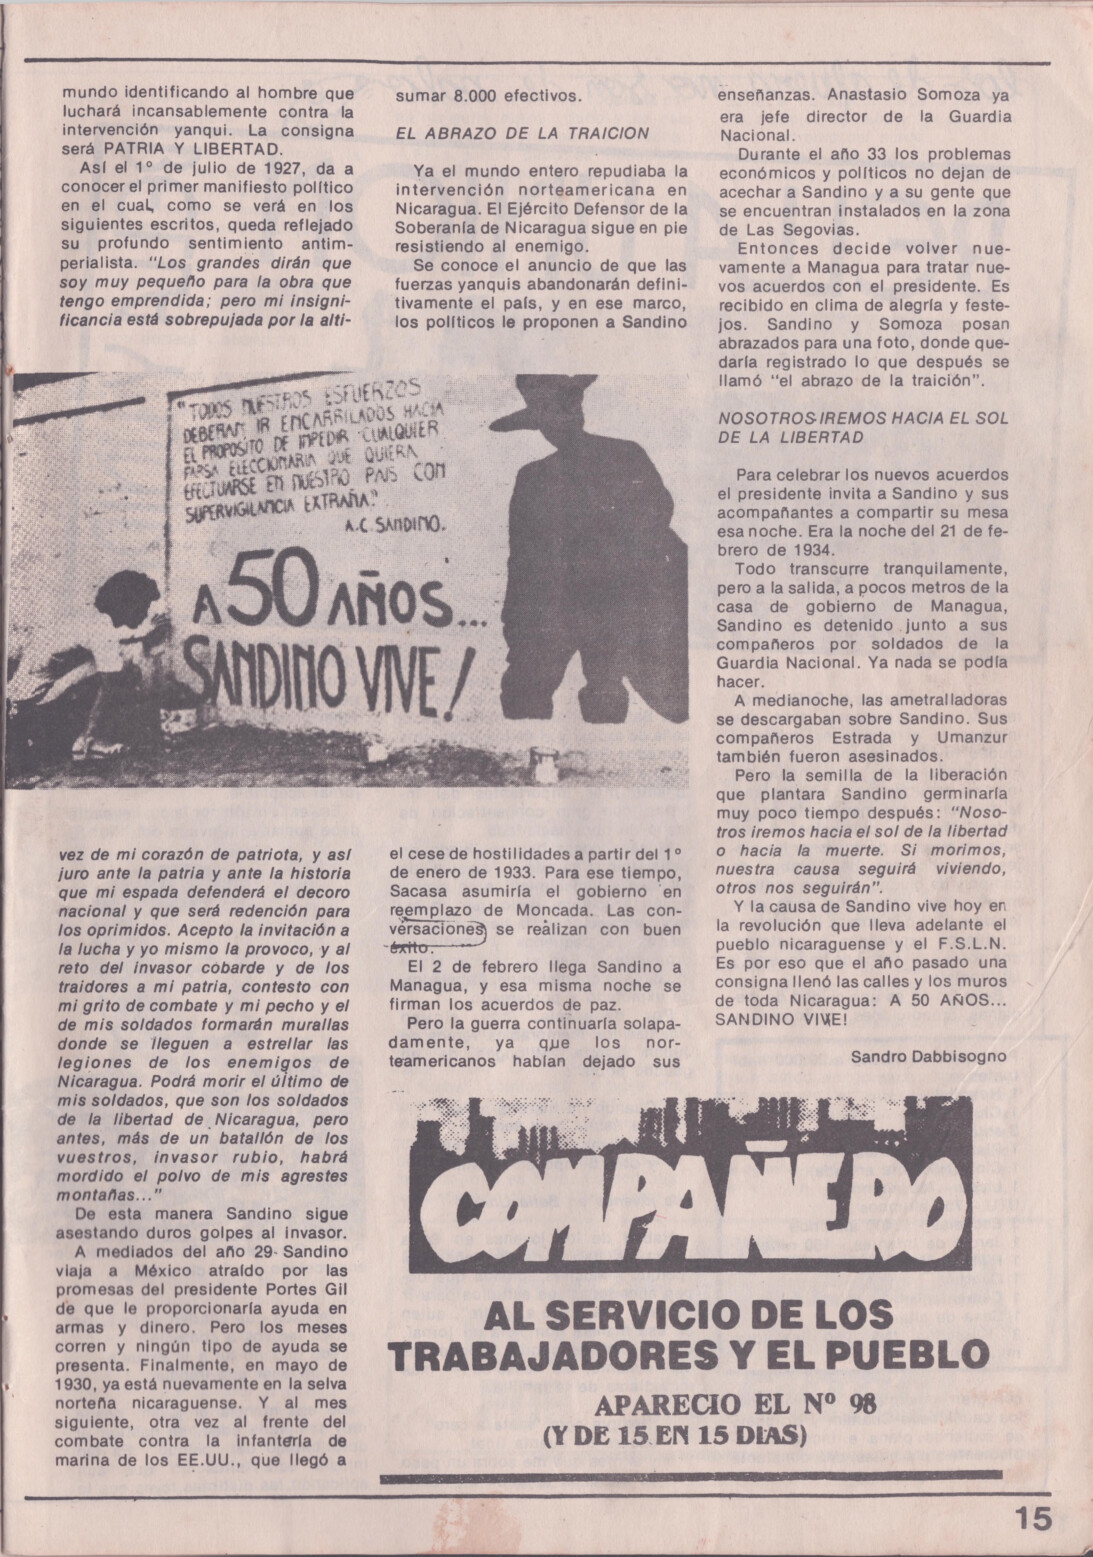 mundo identificando al hombre que
luchará incansablemente contra la
intervención yanqui. La consigna
será PATRIA Y LIBERTAD.
Así el 1º de julio de 1927, da a
conocer el primer manifiesto político
en el cual, como se verá en los
siguientes escritos, queda reflejado
su profundo sentimiento antim-
perialista. "Los grandes dirán que
soy muy pequeño para la obra que
tengo emprendida; pero mi insigni-
ficancia está sobrepujada por la alti-
"TODOS NUESTROS ESFUERZOS
DEBERAN IR ENCARRILADOS HACIA
EL PROPOSITO DE IMPEDIR CUALQUIER
FARSA ELECCIONARIA QUE QUIERA
EFECTUARSE EN NUESTRO PAIS CON
SUPERVIGILANCIA EXTRAÑA."
A.C. SANDINO.
A 50 AÑOS...
SANDINO VIVE!
vez de mi corazón de patriota, y así
juro ante la patria y ante la historia
que mi espada defenderá el decoro
nacional y que será redención para
los oprimidos. Acepto la invitación a
la lucha y yo mismo la provoco, y al
reto del invasor cobarde y de los
traidores a mi patria, contesto con
mi grito de combate y mi pecho y el
de mis soldados formarán murallas
donde se lleguen a estrellar las
legiones de los enemigos de
Nicaragua. Podrá morir el último de
mis soldados, que son los soldados
de la libertad de Nicaragua, pero
antes, más de un batallón de los
vuestros, invasor rubio, habrá
mordido el polvo de mis agrestes
montañas..."
De esta manera Sandino sigue
asestando duros golpes al invasor.
A mediados del año 29 Sandino
viaja a México atraído por las
promesas del presidente Portes Gil
de que le proporcionaría ayuda en
armas y dinero. Pero los meses
corren y ningún tipo de ayuda se
presenta. Finalmente, en mayo de
1930, ya está nuevamente en la selva
norteña nicaraguense. Y al mes
siguiente, otra vez al frente del
combate contra la infantería de
marina de los EE.UU., que llegó a
sumar 8.000 efectivos.
EL ABRAZO DE LA TRAICION
Ya el mundo entero repudiaba la
intervención norteamericana en
Nicaragua. El Ejército Defensor de la
Soberanía de Nicaragua sigue en pie
resistiendo al enemigo.
Se conoce el anuncio de que las
fuerzas yanquis abandonarán defini-
tivamente el país, y en ese marco,
los políticos le proponen a Sandino
el cese de hostilidades a partir del 1º
de enero de 1933. Para ese tiempo,
Sacasa asumiría el gobierno en
reemplazo de Moncada. Las con-
versaciones se realizan con buen
éxito.
El 2 de febrero llega Sandino a
Managua, y esa misma noche se
firman los acuerdos de paz.
Pero la guerra continuaría solapa-
damente, ya que los nor-
teamericanos habían dejado sus
enseñanzas. Anastasio Somoza ya
era jefe director de la Guardia
Nacional.
Durante el año 33 los problemas
económicos y políticos no dejan de
acechar a Sandino y a su gente que
se encuentran instalados en la zona
de Las Segovias.
Entonces decide volver nue-
vamente a Managua para tratar nue-
vos acuerdos con el presidente. Es
recibido en clima de alegría y feste-
jos. Sandino y Somoza posan
abrazados para una foto, donde que-
daría registrado lo que después se
llamó "el abrazo de la traición".
NOSOTROS IREMOS HACIA EL SOL
DE LA LIBERTAD
Para celebrar los nuevos acuerdos
el presidente invita a Sandino y sus
acompañantes a compartir su mesa
esa noche. Era la noche del 21 de fe-
brero de 1934.
Todo transcurre tranquilamente,
pero a la salida, a pocos metros de la
casa de gobierno de Managua,
Sandino es detenido junto a sus
compañeros por soldados de la
Guardia Nacional. Ya nada se podía
hacer.
A medianoche, las ametralladoras
se descargaban sobre Sandino. Sus
compañeros Estrada y Umanzur
también fueron asesinados.
Pero la semilla de la liberación
que plantara Sandino germinaría
muy poco tiempo después: "Noso-
tros iremos hacia el sol de la libertad
o hacia la muerte. Si morimos,
nuestra causa seguirá viviendo,
otros nos seguirán".
Y la causa de Sandino vive hoy en
la revolución que lleva adelante el
pueblo nicaraguense y el F.S.L.N.
Es por eso que el año pasado una
consigna llenó las calles y los muros
de toda Nicaragua: A 50 AÑOS...
SANDINO VIVE!
Sandro Dabbisogno
COMPAÑERO
AL SERVICIO DE LOS
TRABAJADORES Y EL PUEBLO
APARECIO EL Nº 98
(Y DE 15 EN 15 DIAS)
15